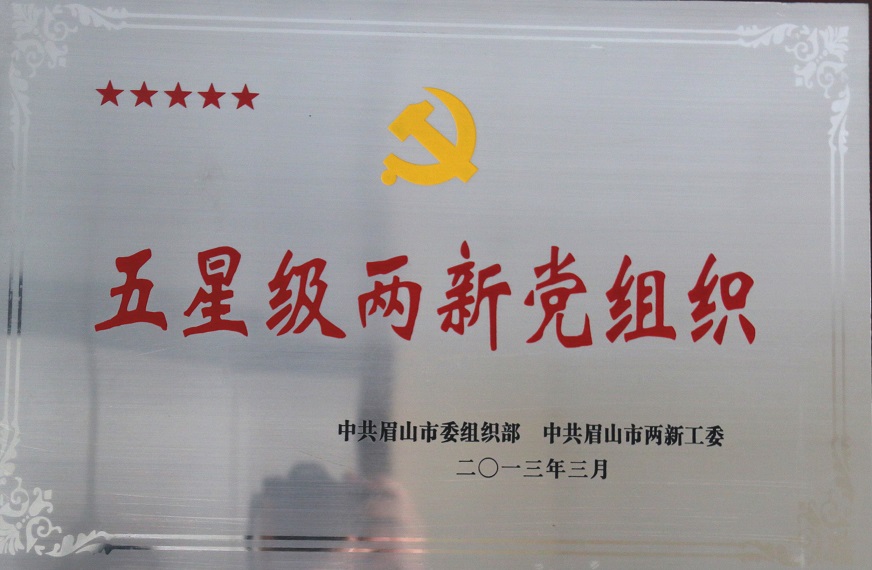 五星级两新党组织
中共眉山市委组织部 中共眉山市两新工委
二〇一三年三月